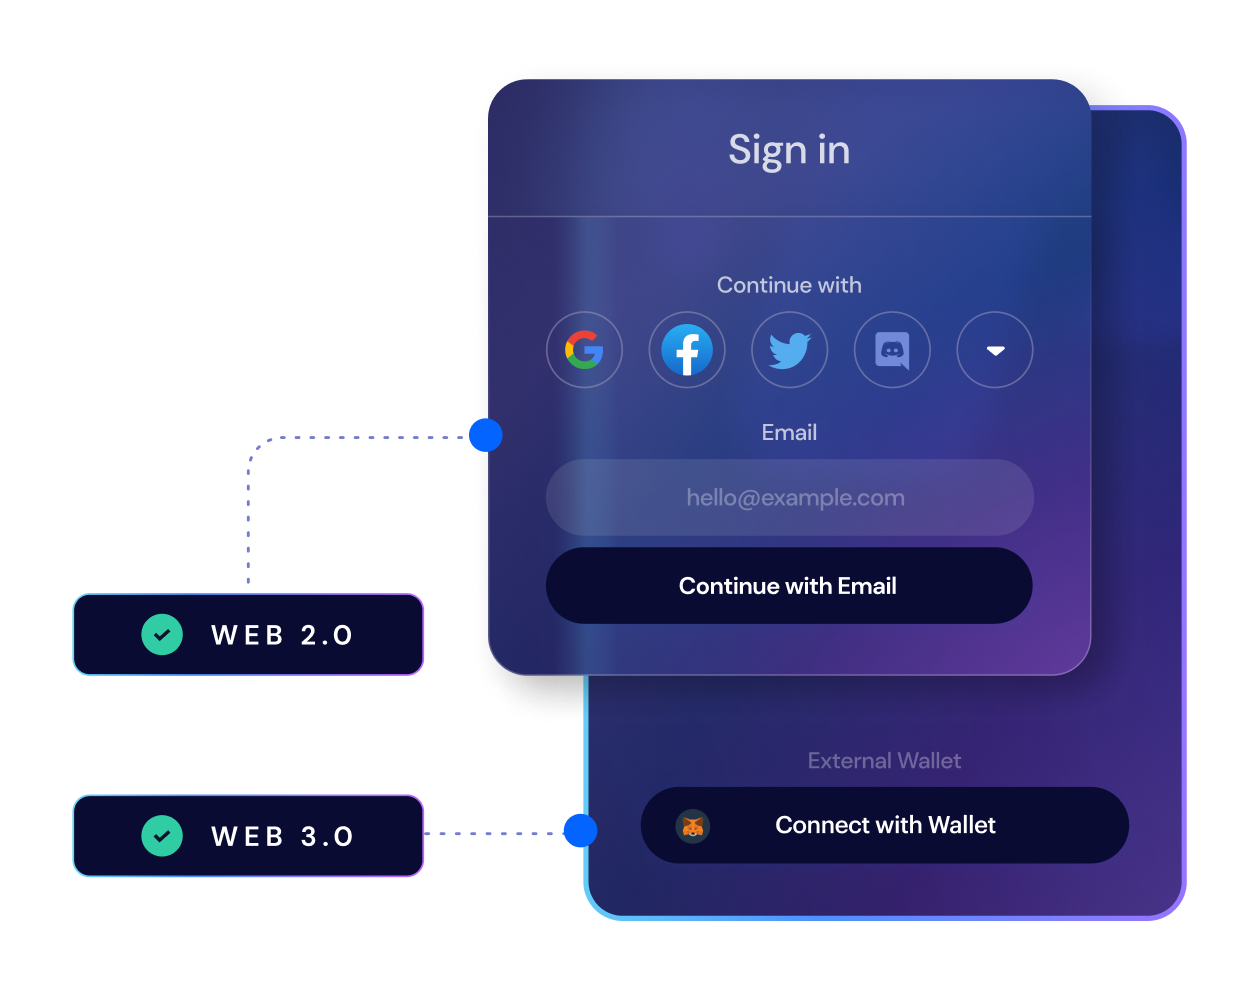 Sign in
Continue with
Email
hello@example.com
Continue with Email
WEB 2.0
External Wallet
WEB 3.0
Connect with Wallet